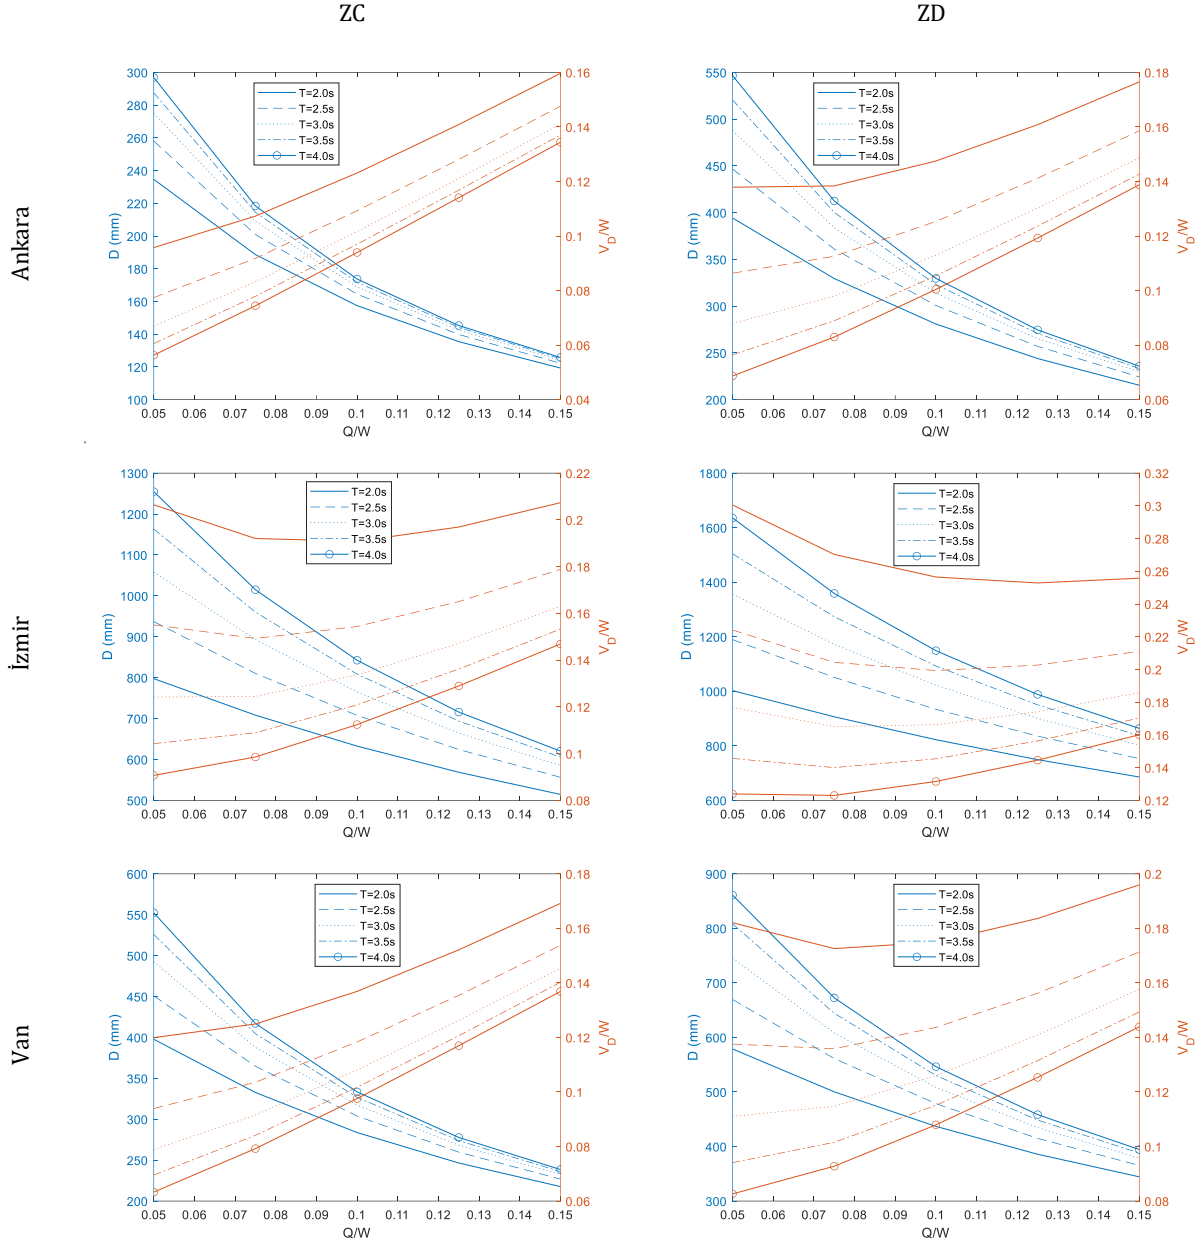 ZC
ZD
Ankara
İzmir
Van
300
280
260
240
220
200
180
160
140
120
100
D (mm)
0.05 0.06 0.07 0.08 0.09 0.1 0.11 0.12 0.13 0.14 0.15
Q/W
0.16
0.14
0.12
0.1
0.08
0.06
0.04
V_D/W
T=2.0s
T=2.5s
T=3.0s
T=3.5s
T=4.0s
550
500
450
400
350
300
250
200
D (mm)
0.05 0.06 0.07 0.08 0.09 0.1 0.11 0.12 0.13 0.14 0.15
Q/W
0.18
0.16
0.14
0.12
0.1
0.08
0.06
V_D/W
T=2.0s
T=2.5s
T=3.0s
T=3.5s
T=4.0s
1300
1200
1100
1000
900
800
700
600
500
D (mm)
0.05 0.06 0.07 0.08 0.09 0.1 0.11 0.12 0.13 0.14 0.15
Q/W
0.22
0.2
0.18
0.16
0.14
0.12
0.1
0.08
V_D/W
T=2.0s
T=2.5s
T=3.0s
T=3.5s
T=4.0s
1800
1600
1400
1200
1000
800
600
D (mm)
0.05 0.06 0.07 0.08 0.09 0.1 0.11 0.12 0.13 0.14 0.15
Q/W
0.32
0.3
0.28
0.26
0.24
0.22
0.2
0.18
0.16
0.14
0.12
V_D/W
T=2.0s
T=2.5s
T=3.0s
T=3.5s
T=4.0s
600
550
500
450
400
350
300
250
200
D (mm)
0.05 0.06 0.07 0.08 0.09 0.1 0.11 0.12 0.13 0.14 0.15
Q/W
0.18
0.16
0.14
0.12
0.1
0.08
0.06
V_D/W
T=2.0s
T=2.5s
T=3.0s
T=3.5s
T=4.0s
900
800
700
600
500
400
300
D (mm)
0.05 0.06 0.07 0.08 0.09 0.1 0.11 0.12 0.13 0.14 0.15
Q/W
0.2
0.18
0.16
0.14
0.12
0.1
0.08
V_D/W
T=2.0s
T=2.5s
T=3.0s
T=3.5s
T=4.0s